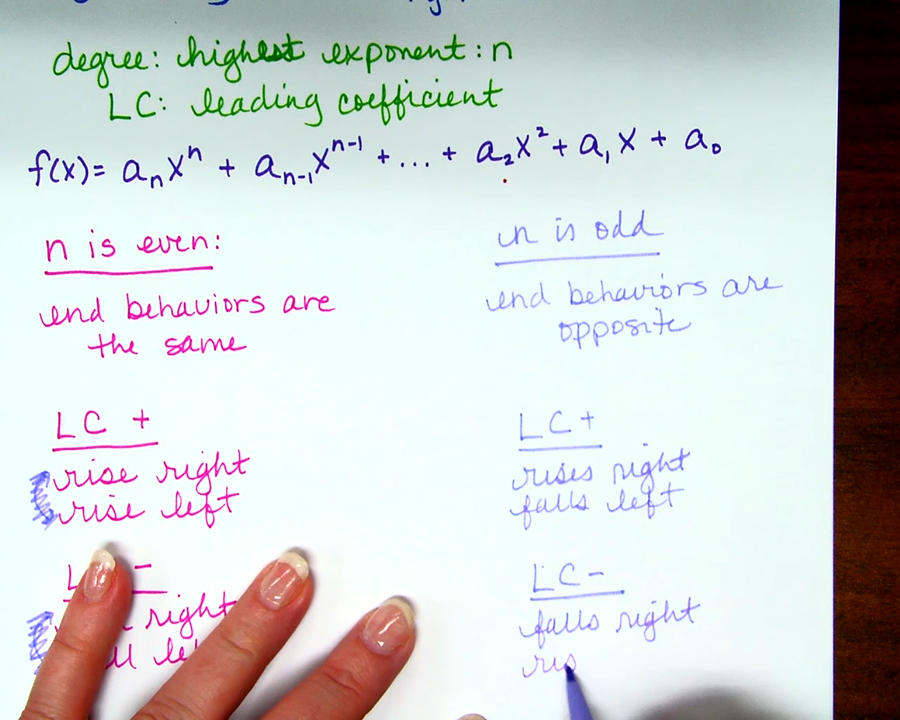 degree: highest exponent: n
LC: leading coefficient
f(x)= aₙxⁿ + aₙ₋₁xⁿ⁻¹ + ... + a₂x² + a₁x + a₀
n is even:
end behaviors are
the same
LC +
rise right
rise left
L -
right
n is odd
end behaviors are
opposite
LC+
rises right
falls left
LC-
falls right
ris